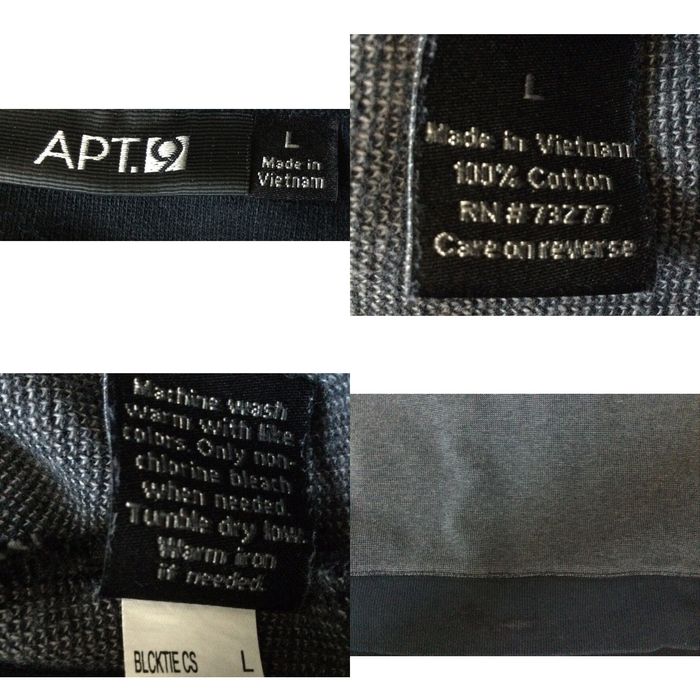 APT.9
L
Made in
Vietnam
L
Made in Vietnam
100% Cotton
RN #73277
Care on reverse
Machine wash
warm with like
colors. Only non-
chlorine bleach
when needed.
Tumble dry low.
Warm iron
if needed.
BLCKTIE CS L